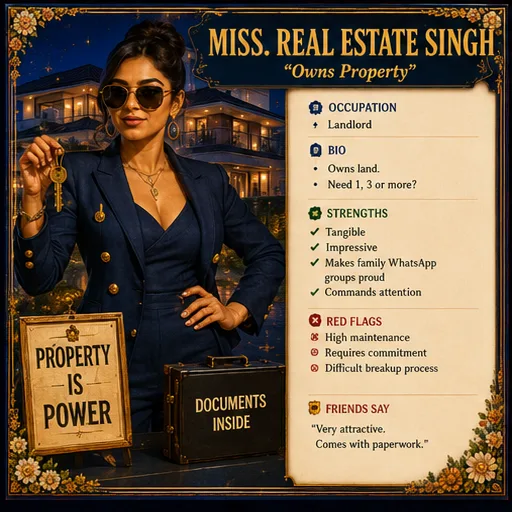 MISS. REAL ESTATE SINGH
“Owns Property”
OCCUPATION
Landlord
BIO
• Owns land.
• Need 1, 3 or more?
STRENGTHS
✓ Tangible
✓ Impressive
✓ Makes family WhatsApp
groups proud
✓ Commands attention
RED FLAGS
High maintenance
Requires commitment
Difficult breakup process
FRIENDS SAY
“Very attractive.
Comes with paperwork.”
PROPERTY
IS
POWER
DOCUMENTS
INSIDE